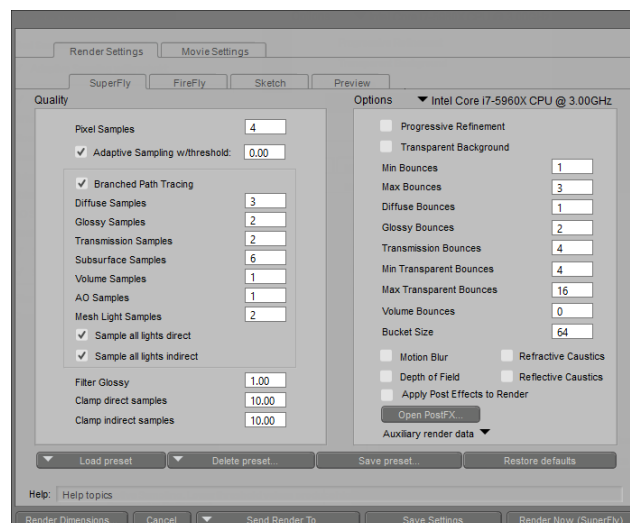 Render Settings
Movie Settings
SuperFly
FireFly
Sketch
Preview
Quality
Pixel Samples 4
Adaptive Sampling w/threshold: 0.00
Branched Path Tracing
Diffuse Samples 3
Glossy Samples 2
Transmission Samples 2
Subsurface Samples 6
Volume Samples 1
AO Samples 1
Mesh Light Samples 2
Sample all lights direct
Sample all lights indirect
Filter Glossy 1.00
Clamp direct samples 10.00
Clamp indirect samples 10.00
Options Intel Core i7-5960X CPU @ 3.00GHz
Progressive Refinement
Transparent Background
Min Bounces 1
Max Bounces 3
Diffuse Bounces 1
Glossy Bounces 2
Transmission Bounces 4
Min Transparent Bounces 4
Max Transparent Bounces 16
Volume Bounces 0
Bucket Size 64
Motion Blur Refractive Caustics
Depth of Field Reflective Caustics
Apply Post Effects to Render
Open PostFX...
Auxiliary render data
Load preset
Delete preset...
Save preset...
Restore defaults
Help: Help topics
Render Dimensions
Cancel
Send Render To
Save Settings
Render Now (SuperFly)